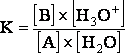 K = [B] × [H₃O⁺] / [A] × [H₂O]